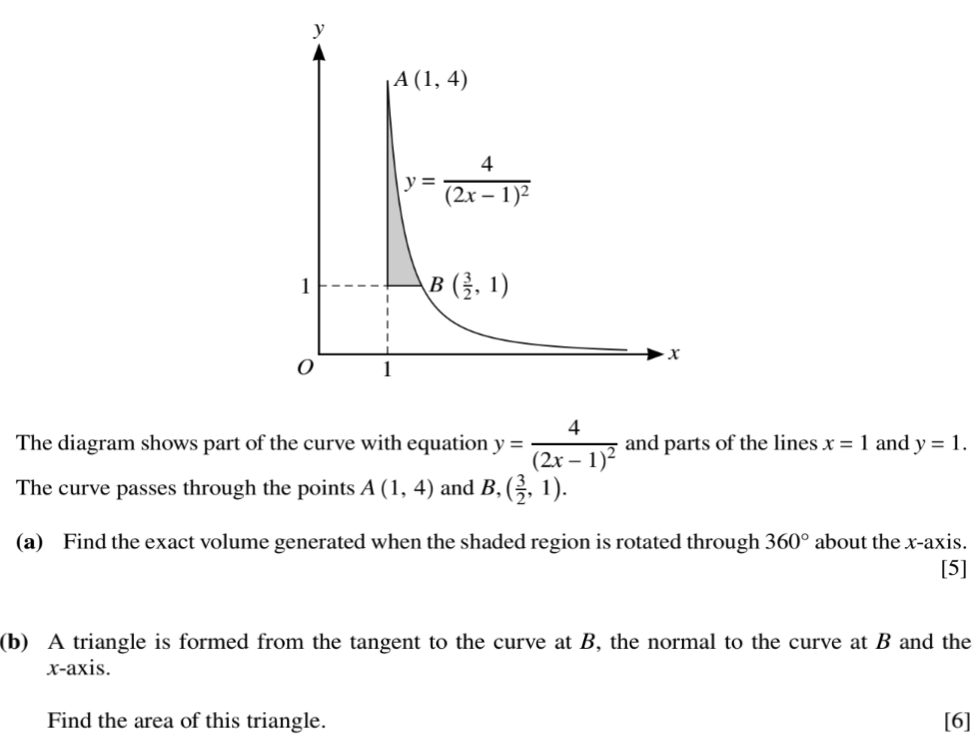 y
A (1, 4)
y = 4/(2x – 1)²
1
B (3/2, 1)
O
1
x
The diagram shows part of the curve with equation y = 4/(2x – 1)² and parts of the lines x = 1 and y = 1.
The curve passes through the points A (1, 4) and B, (3/2, 1).
(a) Find the exact volume generated when the shaded region is rotated through 360° about the x-axis.
[5]
(b) A triangle is formed from the tangent to the curve at B, the normal to the curve at B and the
x-axis.
Find the area of this triangle. [6]